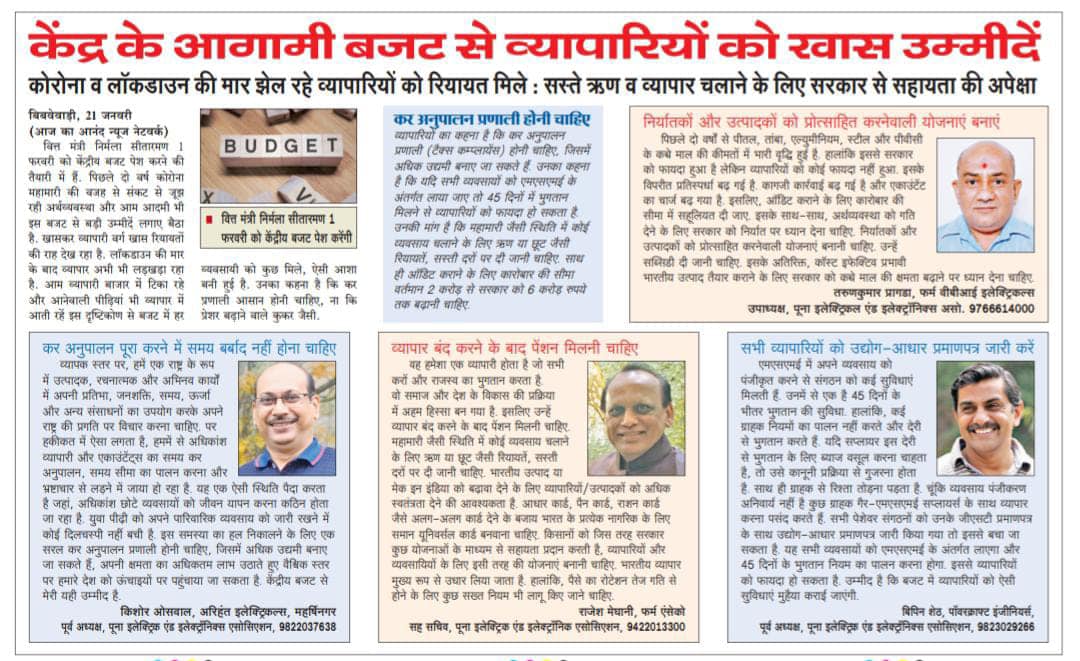 केंद्र के आगामी बजट से व्यापारियों को खास उम्मीदें
कोरोना व लॉकडाउन की मार झेल रहे व्यापारियों को रियायत मिले : सस्ते ऋण व व्यापार चलाने के लिए सरकार से सहायता की अपेक्षा
बिबवेवाड़ी, 21 जनवरी
(आज का आनंद न्यूज नेटवर्क)
वित्त मंत्री निर्मला सीतारमण 1
फरवरी को केंद्रीय बजट पेश करने की
तैयारी में हैं. पिछले दो वर्ष कोरोना
महामारी की वजह से संकट से जूझ
रही अर्थव्यवस्था और आम आदमी भी
इस बजट से बड़ी उम्मीदें लगाए बैठा
है. खासकर व्यापारी वर्ग खास रियायतों
की राह देख रहा है. लॉकडाउन की मार
के बाद व्यापार अभी भी लड़खड़ा रहा
है. आम व्यापारी बाजार में टिका रहे
और आनेवाली पीढ़ियां भी व्यापार में
आती रहें इस दृष्टिकोण से बजट में हर
BUDGET
वित्त मंत्री निर्मला सीतारमण 1
फरवरी को केंद्रीय बजट पेश करेंगी
व्यवसायी को कुछ मिले, ऐसी आशा
बनी हुई है. उनका कहना है कि कर
प्रणाली आसान होनी चाहिए, ना कि
प्रेशर बढ़ाने वाले कुकर जैसी.
कर अनुपालन प्रणाली होनी चाहिए
व्यापारियों का कहना है कि कर अनुपालन
प्रणाली (टैक्स कम्प्लायंस) होनी चाहिए, जिसमें
अधिक उद्यमी बनाए जा सकते हैं. उनका कहना
है कि यदि सभी व्यवसायों को एमएसएमई के
अंतर्गत लाया जाए तो 45 दिनों में भुगतान
मिलने से व्यापारियों को फायदा हो सकता है.
उनकी मांग है कि महामारी जैसी स्थिति में कोई
व्यवसाय चलाने के लिए ऋण या छूट जैसी
रियायतें, सस्ती दरों पर दी जानी चाहिए. साथ
ही ऑडिट कराने के लिए कारोबार की सीमा
वर्तमान 2 करोड़ से सरकार को 6 करोड़ रुपये
तक बढ़ानी चाहिए.
निर्यातकों और उत्पादकों को प्रोत्साहित करनेवाली योजनाएं बनाएं
पिछले दो वर्षों से पीतल, तांबा, एल्युमीनियम, स्टील और पीवीसी
के कच्चे माल की कीमतों में भारी वृद्धि हुई है. हालांकि इससे सरकार
को फायदा हुआ है लेकिन व्यापारियों को कोई फायदा नहीं हुआ. इसके
विपरीत प्रतिस्पर्धा बढ़ गई है. कागजी कार्रवाई बढ़ गई है और एकाउंटेंट
का चार्ज बढ़ गया है. इसलिए, ऑडिट कराने के लिए कारोबार की
सीमा में सहूलियत दी जाए. इसके साथ-साथ, अर्थव्यवस्था को गति
देने के लिए सरकार को निर्यात पर ध्यान देना चाहिए. निर्यातकों और
उत्पादकों को प्रोत्साहित करनेवाली योजनाएं बनानी चाहिए. उन्हें
सब्सिडी दी जानी चाहिए. इसके अतिरिक्त, कॉस्ट इफेक्टिव प्रभावी
भारतीय उत्पाद तैयार कराने के लिए सरकार को कच्चे माल की क्षमता बढ़ाने पर ध्यान देना चाहिए.
तरुणकुमार प्रागडा, फर्म वीबीआई इलेक्ट्रिकल्स
उपाध्यक्ष, पूना इलेक्ट्रिकल एंड इलेक्ट्रॉनिक्स असो. 9766614000
कर अनुपालन पूरा करने में समय बर्बाद नहीं होना चाहिए
व्यापक स्तर पर, हमें एक राष्ट्र के रूप
में उत्पादक, रचनात्मक और अभिनव कार्यों
में अपनी प्रतिभा, जनशक्ति, समय, ऊर्जा
और अन्य संसाधनों का उपयोग करके अपने
राष्ट्र की प्रगति पर विचार करना चाहिए. पर
हकीकत में ऐसा लगता है, हममें से अधिकांश
व्यापारी और एकाउंटेंट्स का समय कर
अनुपालन, समय सीमा का पालन करना और
भ्रष्टाचार से लड़ने में जाया हो रहा है. यह एक ऐसी स्थिति पैदा करता
है जहां, अधिकांश छोटे व्यवसायों को जीवन यापन करना कठिन होता
जा रहा है. युवा पीढ़ी को अपने पारिवारिक व्यवसाय को जारी रखने में
कोई दिलचस्पी नहीं बची है. इस समस्या का हल निकालने के लिए एक
सरल कर अनुपालन प्रणाली होनी चाहिए, जिसमें अधिक उद्यमी बनाए
जा सकते हैं, अपनी क्षमता का अधिकतम लाभ उठाते हुए वैश्विक स्तर
पर हमारे देश को ऊंचाइयों पर पहुंचाया जा सकता है. केंद्रीय बजट से
मेरी यही उम्मीद है.
किशोर ओसवाल, अरिहंत इलेक्ट्रिकल्स, महर्षिनगर
पूर्व अध्यक्ष, पूना इलेक्ट्रिक एंड इलेक्ट्रॉनिक्स एसोसिएशन, 9822037638
व्यापार बंद करने के बाद पेंशन मिलनी चाहिए
वह हमेशा एक व्यापारी होता है जो सभी
करों और राजस्व का भुगतान करता है.
वो समाज और देश के विकास की प्रक्रिया
में अहम हिस्सा बन गया है. इसलिए उन्हें
व्यापार बंद करने के बाद पेंशन मिलनी चाहिए.
महामारी जैसी स्थिति में कोई व्यवसाय चलाने
के लिए ऋण या छूट जैसी रियायतें, सस्ती
दरों पर दी जानी चाहिए. भारतीय उत्पाद या
मेक इन इंडिया को बढ़ावा देने के लिए व्यापारियों/उत्पादकों को अधिक
स्वतंत्रता देने की आवश्यकता है. आधार कार्ड, पैन कार्ड, राशन कार्ड
जैसे अलग-अलग कार्ड देने के बजाय भारत के प्रत्येक नागरिक के लिए
समान यूनिवर्सल कार्ड बनवाना चाहिए. किसानों को जिस तरह सरकार
कुछ योजनाओं के माध्यम से सहायता प्रदान करती है, व्यापारियों और
व्यवसायियों के लिए इसी तरह की योजनाएं बनानी चाहिए. भारतीय व्यापार
मुख्य रूप से उधार लिया जाता है. हालांकि, पैसे का रोटेशन तेज गति से
होने के लिए कुछ सख्त नियम भी लागू किए जाने चाहिए.
राजेश मेघानी, फर्म एंसेको
सह सचिव, पूना इलेक्ट्रिक एंड इलेक्ट्रॉनिक एसोसिएशन, 9422013300
सभी व्यापारियों को उद्योग-आधार प्रमाणपत्र जारी करें
एमएसएमई में अपने व्यवसाय को
पंजीकृत करने से संगठन को कई सुविधाएं
मिलती हैं. उनमें से एक है 45 दिनों के
भीतर भुगतान की सुविधा. हालांकि, कई
ग्राहक नियमों का पालन नहीं करते और देरी
से भुगतान करते हैं. यदि सप्लायर इस देरी
से भुगतान के लिए ब्याज वसूल करना चाहता
है, तो उसे कानूनी प्रक्रिया से गुजरना होता
है. साथ ही ग्राहक से रिश्ता तोड़ना पड़ता है. चूंकि व्यवसाय पंजीकरण
अनिवार्य नहीं है कुछ ग्राहक गैर-एमएसएमई सप्लायर्स के साथ व्यापार
करना पसंद करते हैं. सभी पेशेवर संगठनों को उनके जीएसटी प्रमाणपत्र
के साथ उद्योग-आधार प्रमाणपत्र जारी किया गया तो इससे बचा जा
सकता है. यह सभी व्यवसायों को एमएसएमई के अंतर्गत लाएगा और
45 दिनों के भुगतान नियम का पालन करना होगा. इससे व्यापारियों
को फायदा हो सकता है. उम्मीद है कि बजट में व्यापारियों को ऐसी
सुविधाएं मुहैया कराई जाएंगी.
बिपिन शेठ, पॉवरक्राफ्ट इंजीनियर्स,
पूर्व अध्यक्ष, पूना इलेक्ट्रिक एंड इलेक्ट्रॉनिक्स एसोसिएशन, 9823029266